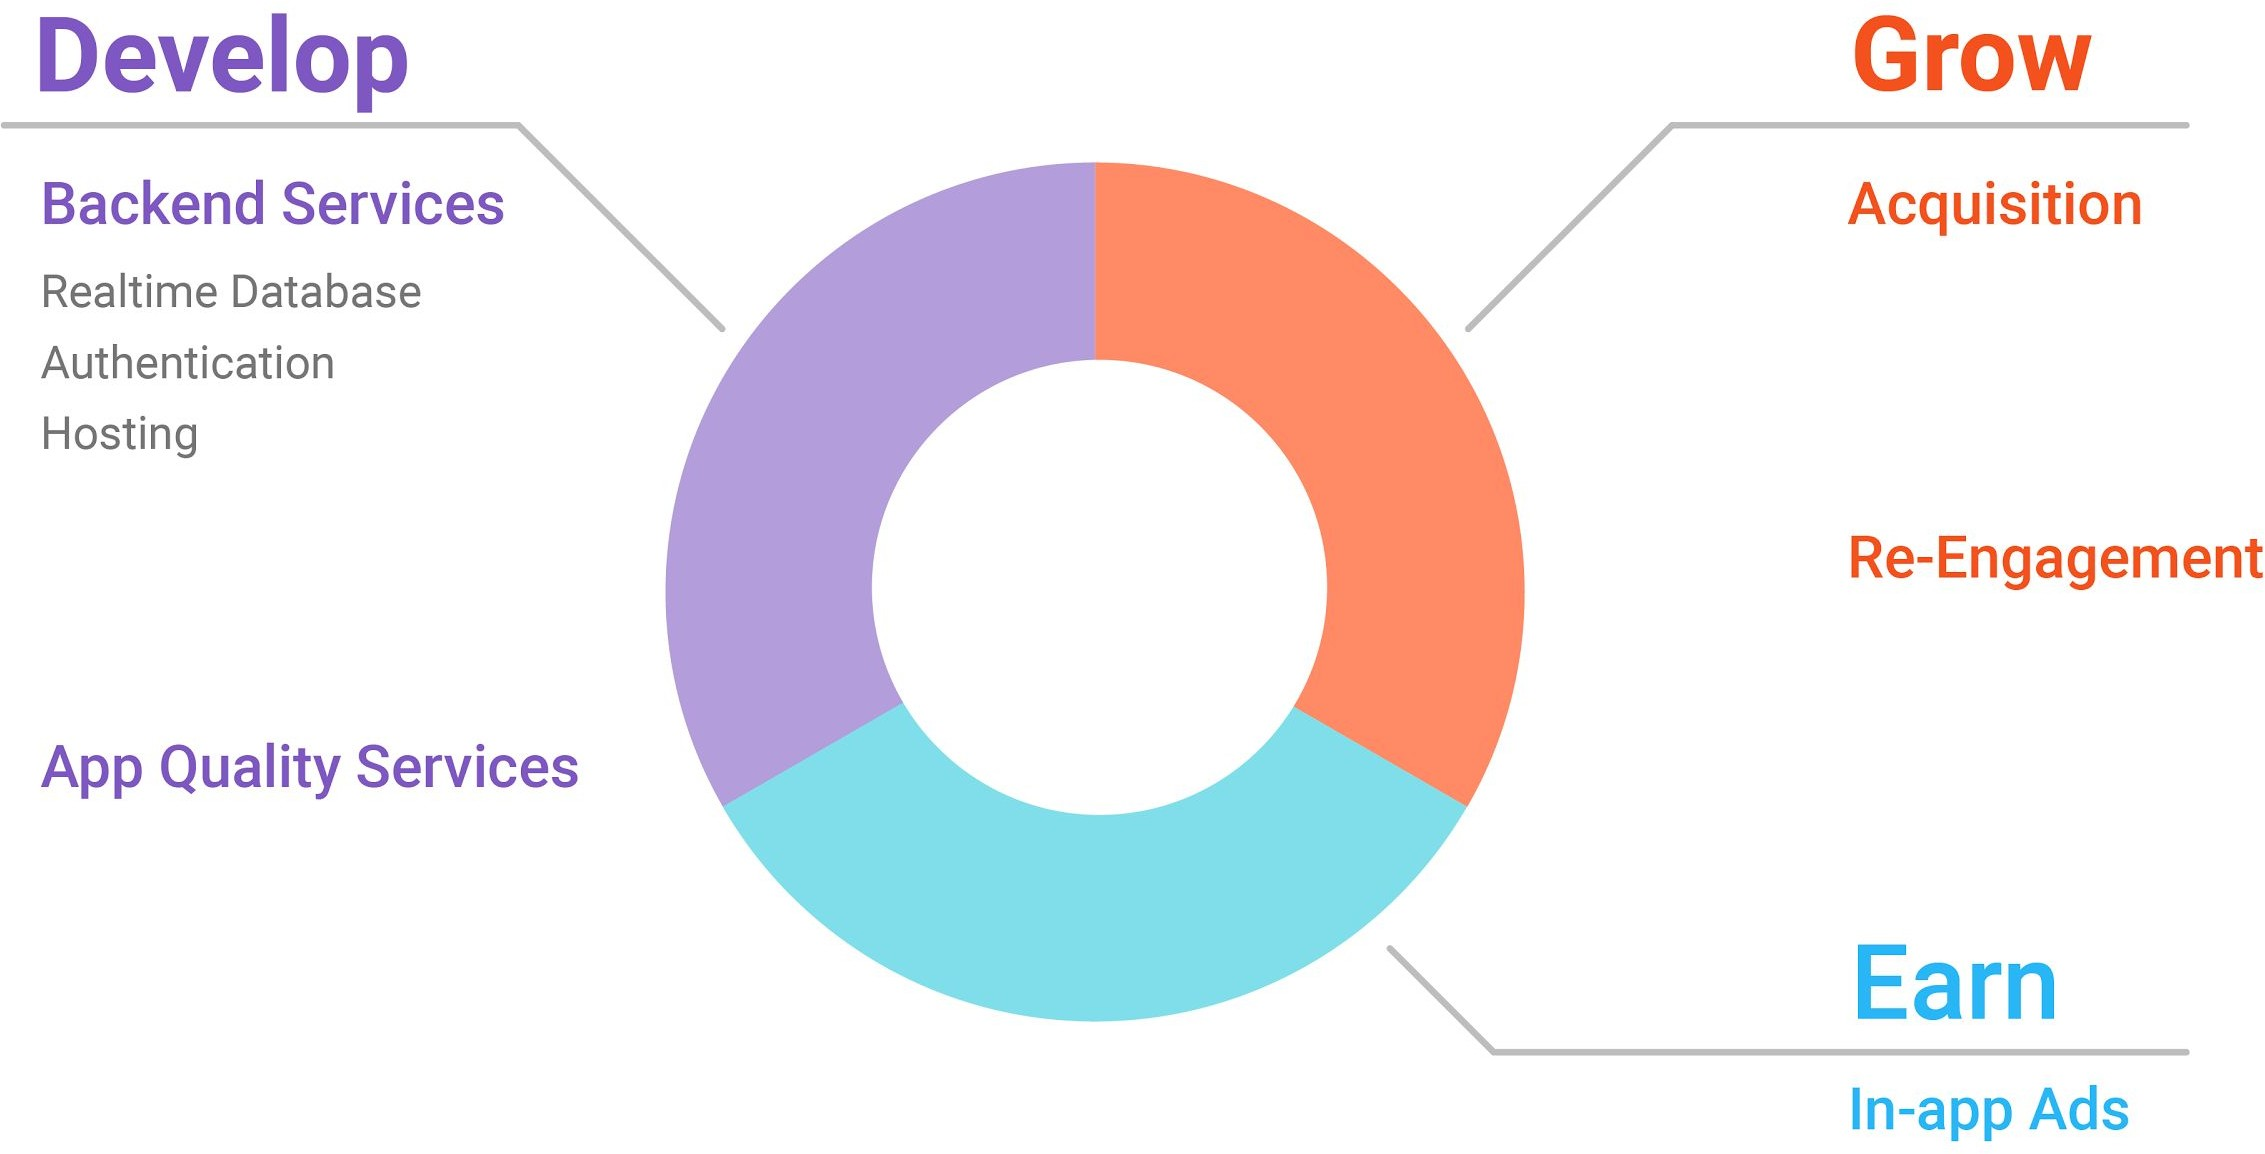 Develop
Backend Services
Realtime Database
Authentication
Hosting
App Quality Services
Grow
Acquisition
Re-Engagement
Earn
In-app Ads